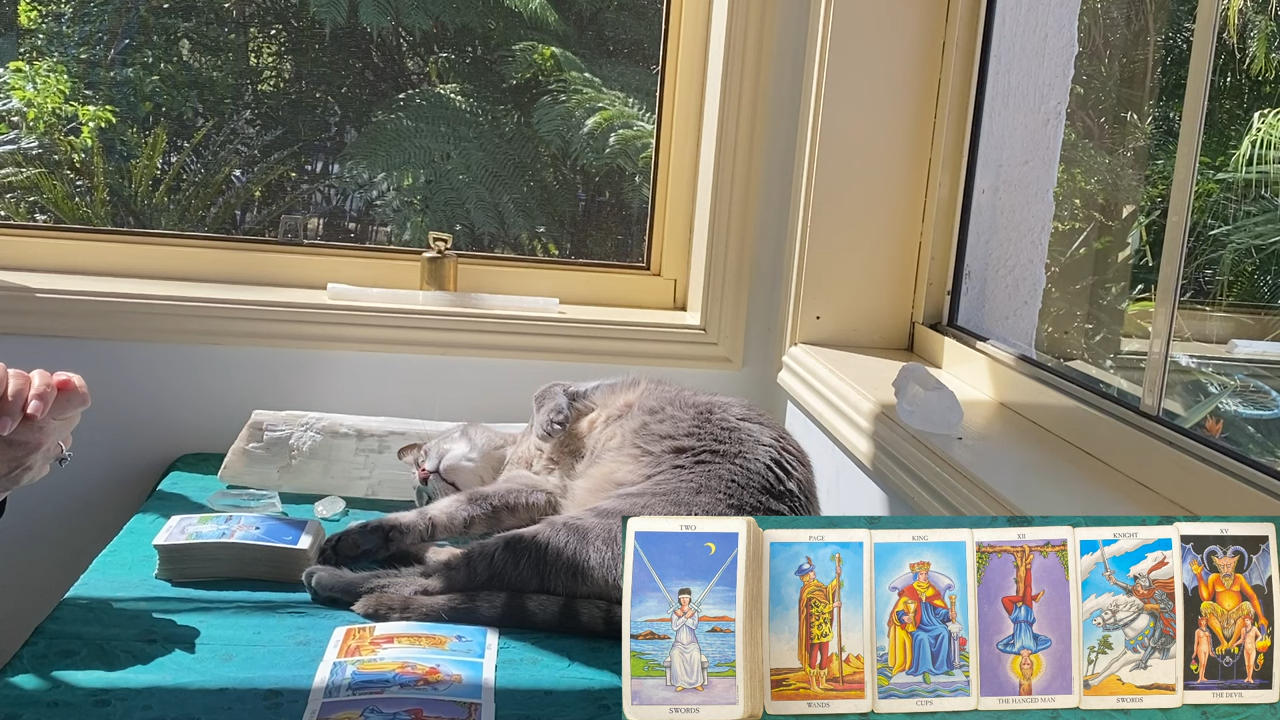 TWO
SWORDS
PAGE
WANDS
KING
CUPS
XII
THE HANGED MAN
KNIGHT
SWORDS
XV
THE DEVIL